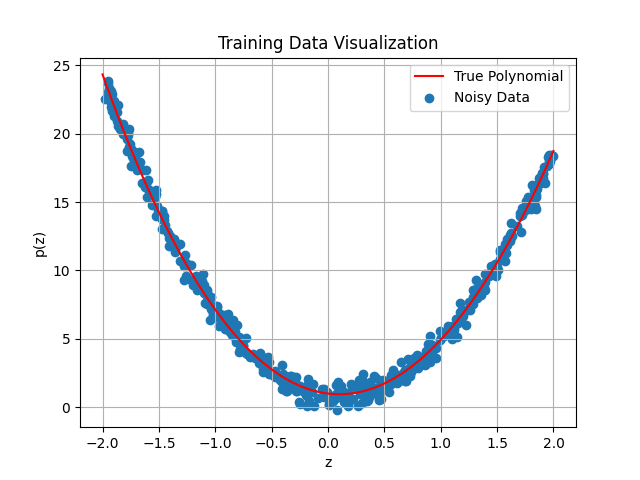 Training Data Visualization
True Polynomial
Noisy Data
25
20
15
10
5
0
p(z)
−2.0 −1.5 −1.0 −0.5 0.0 0.5 1.0 1.5 2.0
z